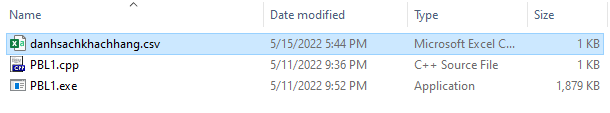 Name Date modified Type Size
danhsachkhachhang.csv 5/15/2022 5:44 PM Microsoft Excel C... 1 KB
PBL1.cpp 5/11/2022 9:36 PM C++ Source File 7 KB
PBL1.exe 5/11/2022 9:52 PM Application 1,879 KB